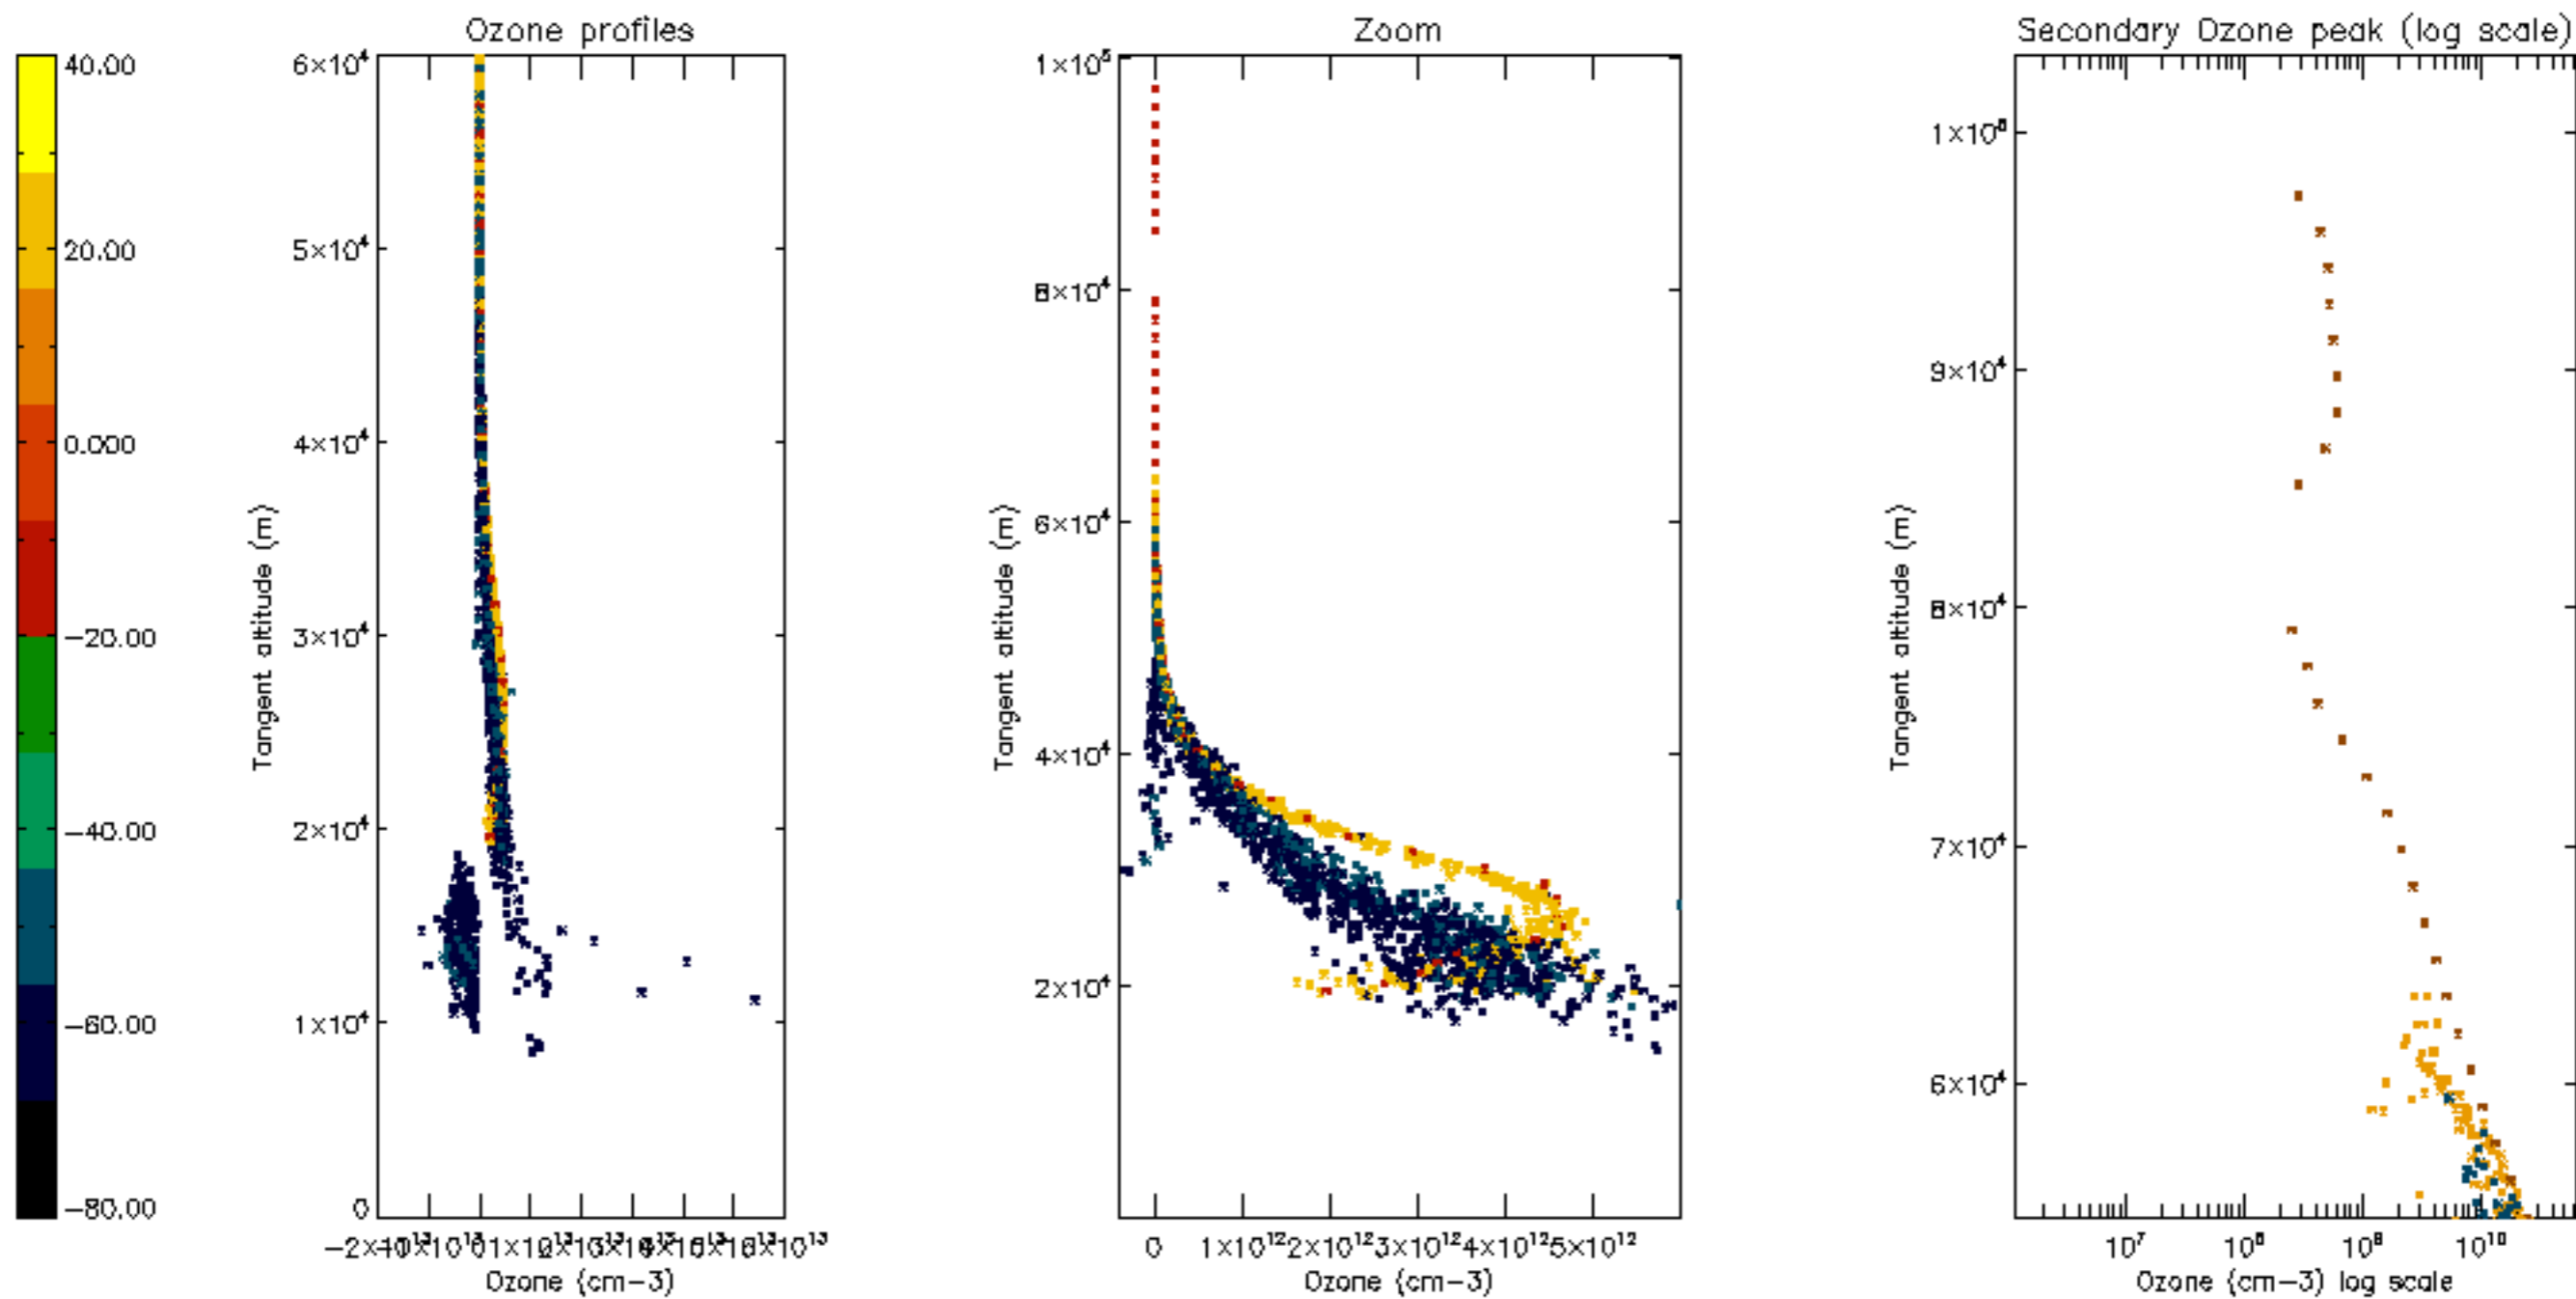 Ozone profiles
Zoom
Secondary Ozone peak (log scale)
40.00
20.00
0.000
−20.00
−40.00
−60.00
−80.00
6×10⁴
5×10⁴
4×10⁴
3×10⁴
2×10⁴
1×10⁴
0
Tangent altitude (m)
Ozone (cm−3)
1×10⁵
8×10⁴
6×10⁴
4×10⁴
2×10⁴
Tangent altitude (m)
0 1×10¹² 2×10¹² 3×10¹² 4×10¹² 5×10¹²
Ozone (cm−3)
9×10⁴
8×10⁴
7×10⁴
6×10⁴
Tangent altitude (m)
10⁷ 10⁸ 10⁹ 10¹⁰
Ozone (cm−3) log scale